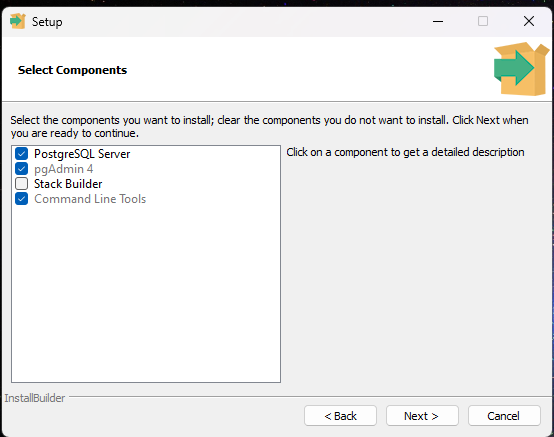 Setup
Select Components
Select the components you want to install; clear the components you do not want to install. Click Next when
you are ready to continue.
PostgreSQL Server
pgAdmin 4
Stack Builder
Command Line Tools
Click on a component to get a detailed description
InstallBuilder
< Back
Next >
Cancel